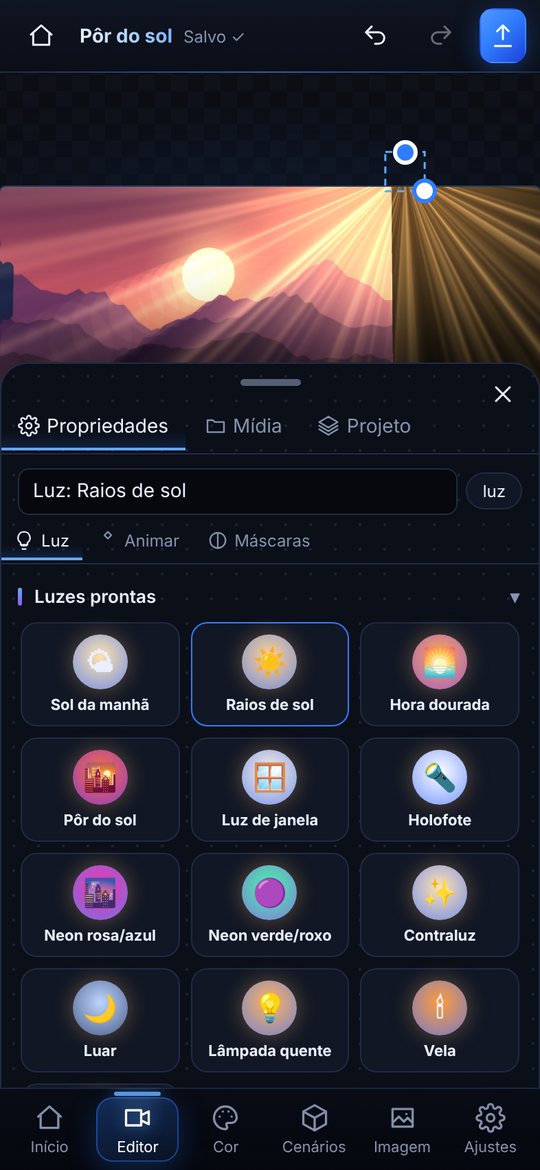 Pôr do sol Salvo ✓
Propriedades Mídia Projeto
Luz: Raios de sol luz
Luz Animar Máscaras
Luzes prontas ▼
Sol da manhã Raios de sol Hora dourada
Pôr do sol Luz de janela Holofote
Neon rosa/azul Neon verde/roxo Contraluz
Luar Lâmpada quente Vela
Início Editor Cor Cenários Imagem Ajustes